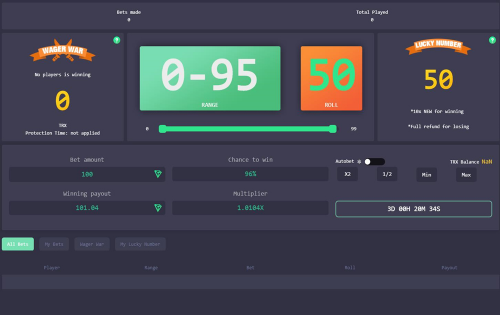 Bets made
0
Total Played
0
WAGER WAR
?
No players is winning
0
TRX
Protection Time: not applied
0-95
RANGE
50
ROLL
0
99
LUCKY NUMBER
?
50
*10% NEW for winning
*Full refund for losing
Bet amount
100
Chance to win
96%
Autobet
TRX Balance NaN
X2
1/2
Min
Max
Winning payout
101.04
Multiplier
1.0104X
3D 00H 20M 34S
All Bets
My Bets
Wager War
My Lucky Number
Player
Range
Bet
Roll
Payout